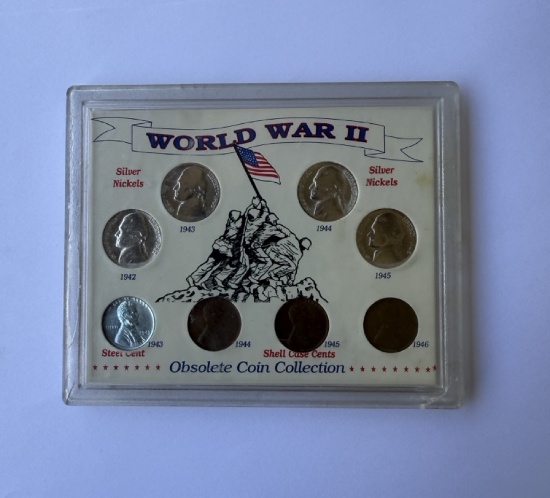 WORLD WAR II
Silver
Nickels
Silver
Nickels
1943
1944
1942
1945
1943
1944
1945
1946
Steel Cent
Shell Case Cents
Obsolete Coin Collection